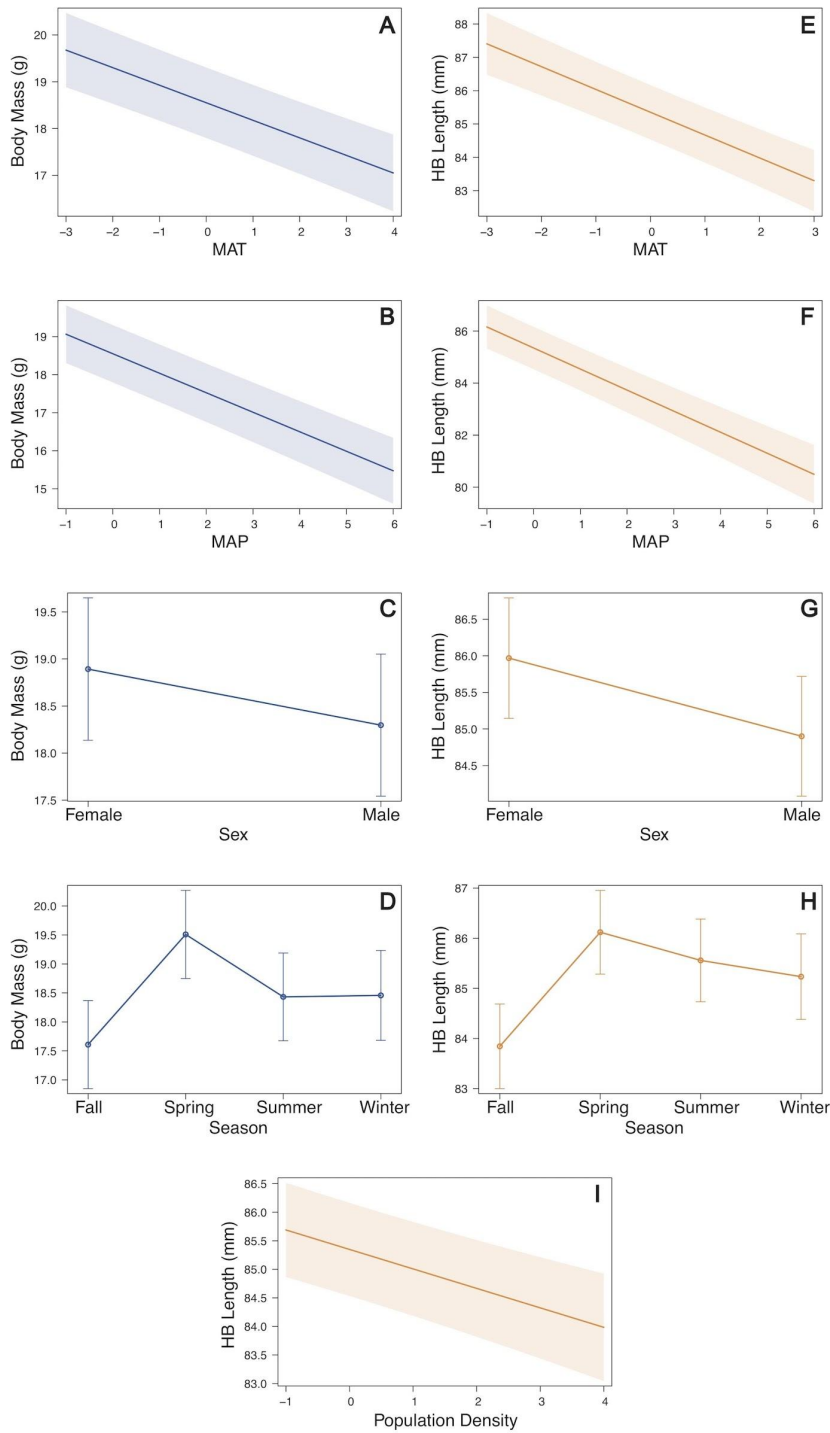 A
Body Mass (g)
20
19
18
17
−3 −2 −1 0 1 2 3 4
MAT
E
HB Length (mm)
88
87
86
85
84
83
−3 −2 −1 0 1 2 3
MAT
B
Body Mass (g)
19
18
17
16
15
−1 0 1 2 3 4 5 6
MAP
F
HB Length (mm)
86
84
82
80
−1 0 1 2 3 4 5 6
MAP
C
Body Mass (g)
19.5
19.0
18.5
18.0
17.5
Female Male
Sex
G
HB Length (mm)
86.5
86.0
85.5
85.0
84.5
Female Male
Sex
D
Body Mass (g)
20.0
19.5
19.0
18.5
18.0
17.5
17.0
Fall Spring Summer Winter
Season
H
HB Length (mm)
87
86
85
84
83
Fall Spring Summer Winter
Season
I
HB Length (mm)
86.5
86.0
85.5
85.0
84.5
84.0
83.5
83.0
−1 0 1 2 3 4
Population Density